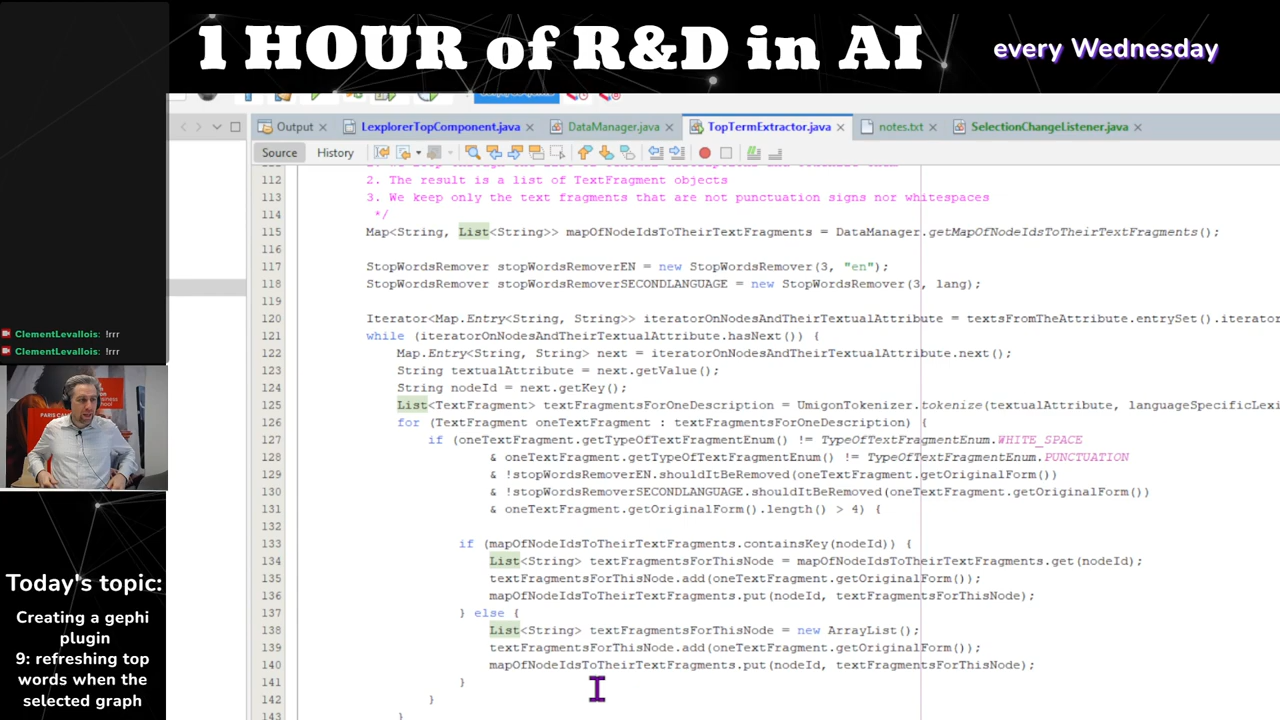 1 HOUR of R&D in AI
every Wednesday
Output
LexplorerTopComponent.java
DataManager.java
TopTermExtractor.java
notes.txt
SelectionChangeListener.java
Source
History
112 2. The result is a list of TextFragment objects
113 3. We keep only the text fragments that are not punctuation signs nor whitespaces
114 */
115 Map<String, List<String>> mapOfNodeIdsToTheirTextFragments = DataManager.getMapOfNodeIdsToTheirTextFragments();
116
117 StopWordsRemover stopWordsRemoverEN = new StopWordsRemover(3, "en");
118 StopWordsRemover stopWordsRemoverSECONDLANGUAGE = new StopWordsRemover(3, lang);
119
120 Iterator<Map.Entry<String, String>> iteratorOnNodesAndTheirTextualAttribute = textsFromTheAttribute.entrySet().iterator
121 while (iteratorOnNodesAndTheirTextualAttribute.hasNext()) {
122 Map.Entry<String, String> next = iteratorOnNodesAndTheirTextualAttribute.next();
123 String textualAttribute = next.getValue();
124 String nodeId = next.getKey();
125 List<TextFragment> textFragmentsForOneDescription = UmigonTokenizer.tokenize(textualAttribute, languageSpecificLexi
126 for (TextFragment oneTextFragment : textFragmentsForOneDescription) {
127 if (oneTextFragment.getTypeOfTextFragmentEnum() != TypeOfTextFragmentEnum.WHITE_SPACE
128 & oneTextFragment.getTypeOfTextFragmentEnum() != TypeOfTextFragmentEnum.PUNCTUATION
129 & !stopWordsRemoverEN.shouldItBeRemoved(oneTextFragment.getOriginalForm())
130 & !stopWordsRemoverSECONDLANGUAGE.shouldItBeRemoved(oneTextFragment.getOriginalForm())
131 & oneTextFragment.getOriginalForm().length() > 4) {
132
133 if (mapOfNodeIdsToTheirTextFragments.containsKey(nodeId)) {
134 List<String> textFragmentsForThisNode = mapOfNodeIdsToTheirTextFragments.get(nodeId);
135 textFragmentsForThisNode.add(oneTextFragment.getOriginalForm());
136 mapOfNodeIdsToTheirTextFragments.put(nodeId, textFragmentsForThisNode);
137 } else {
138 List<String> textFragmentsForThisNode = new ArrayList();
139 textFragmentsForThisNode.add(oneTextFragment.getOriginalForm());
140 mapOfNodeIdsToTheirTextFragments.put(nodeId, textFragmentsForThisNode);
141 }
142 }
143 }
ClementLevallois: !rrr
ClementLevallois: !rrr
Today's topic:
Creating a gephi
plugin
9: refreshing top
words when the
selected graph